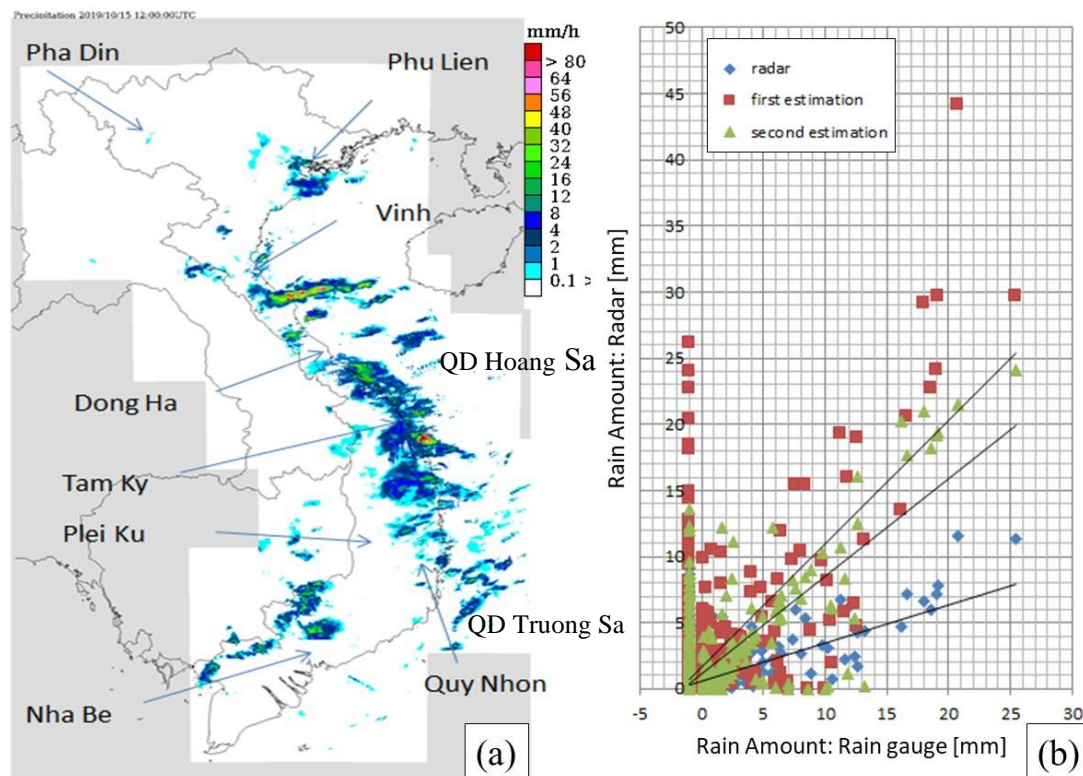 Precipitation 2019/10/15 12:00:00UTC
Pha Din
Phu Lien
Vinh
QD Hoang Sa
Dong Ha
Tam Ky
Plei Ku
QD Truong Sa
Quy Nhon
Nha Be
mm/h
> 80
64
56
48
40
32
24
16
12
8
4
2
1
0.1 >
(a)
radar
first estimation
second estimation
Rain Amount: Radar [mm]
50
45
40
35
30
25
20
15
10
5
0
-5 0 5 10 15 20 25 30
Rain Amount: Rain gauge [mm]
(b)